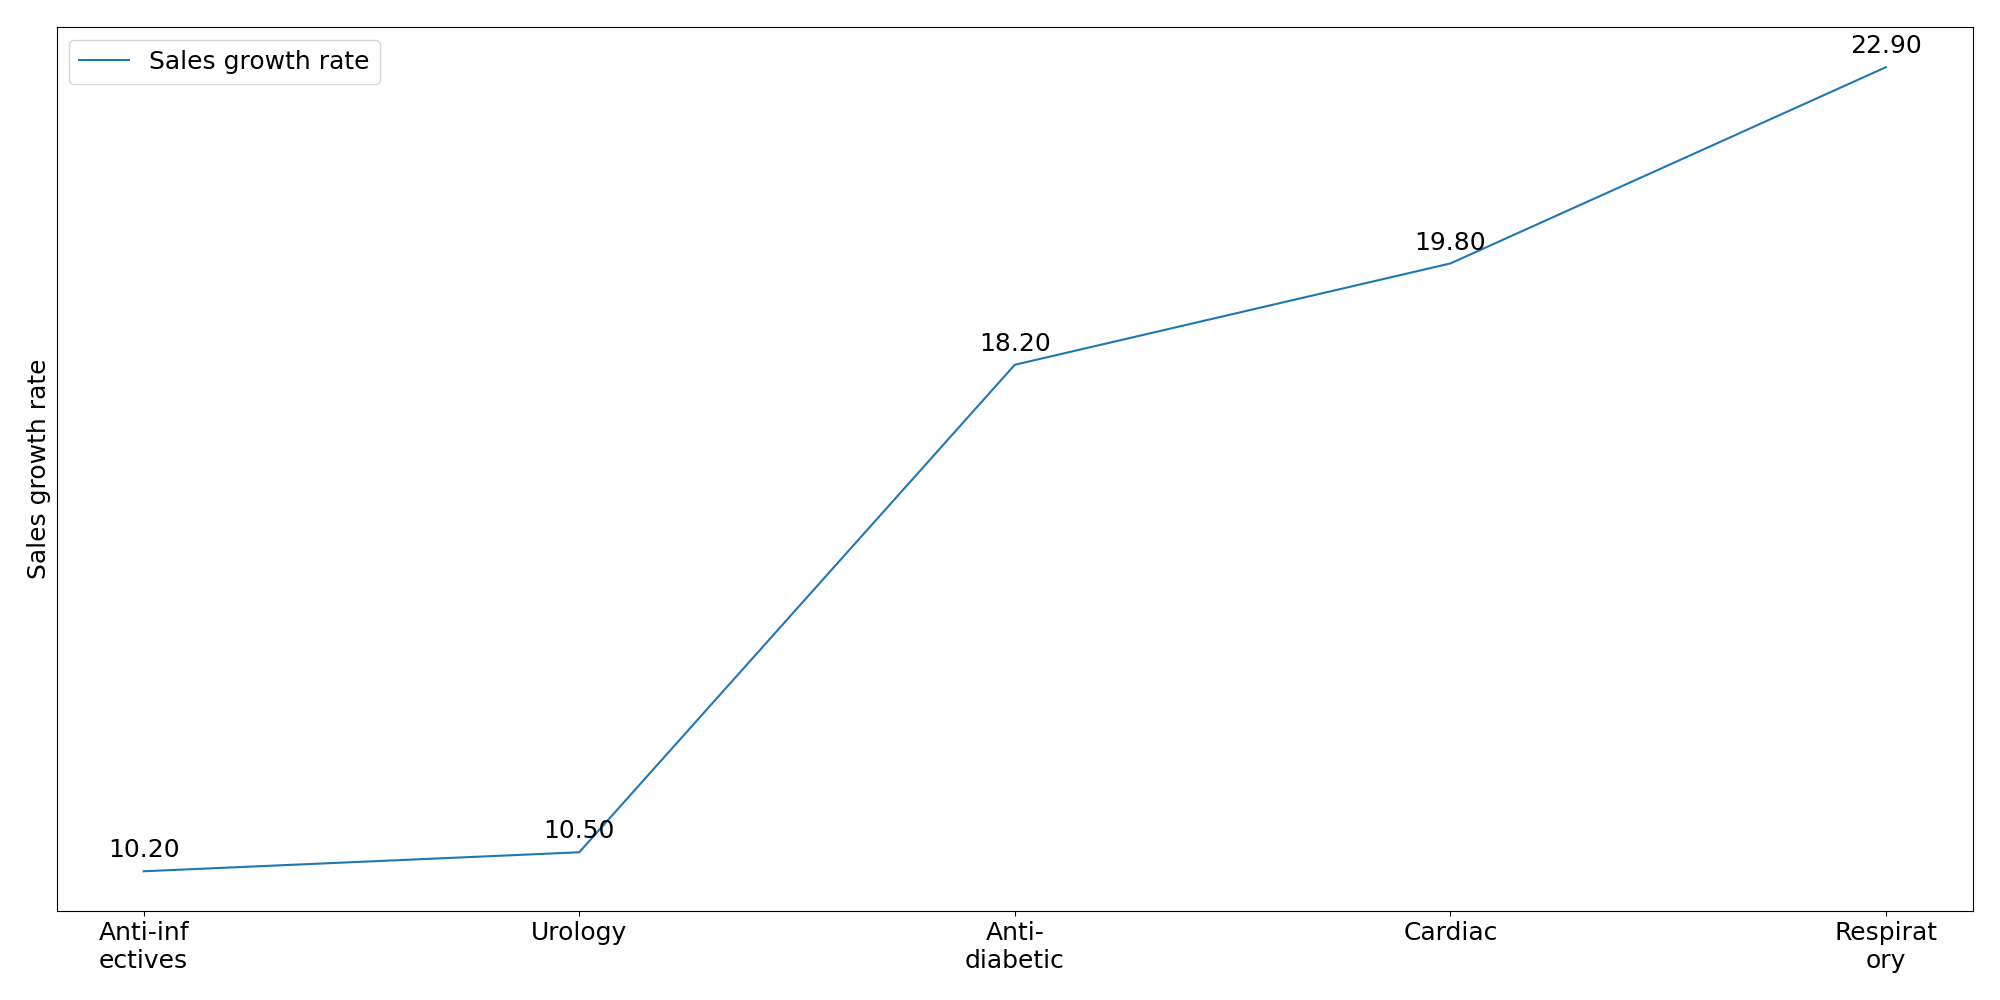 Sales growth rate
22.90
19.80
18.20
10.50
10.20
Sales growth rate
Anti-inf
ectives
Urology
Anti-
diabetic
Cardiac
Respirat
ory